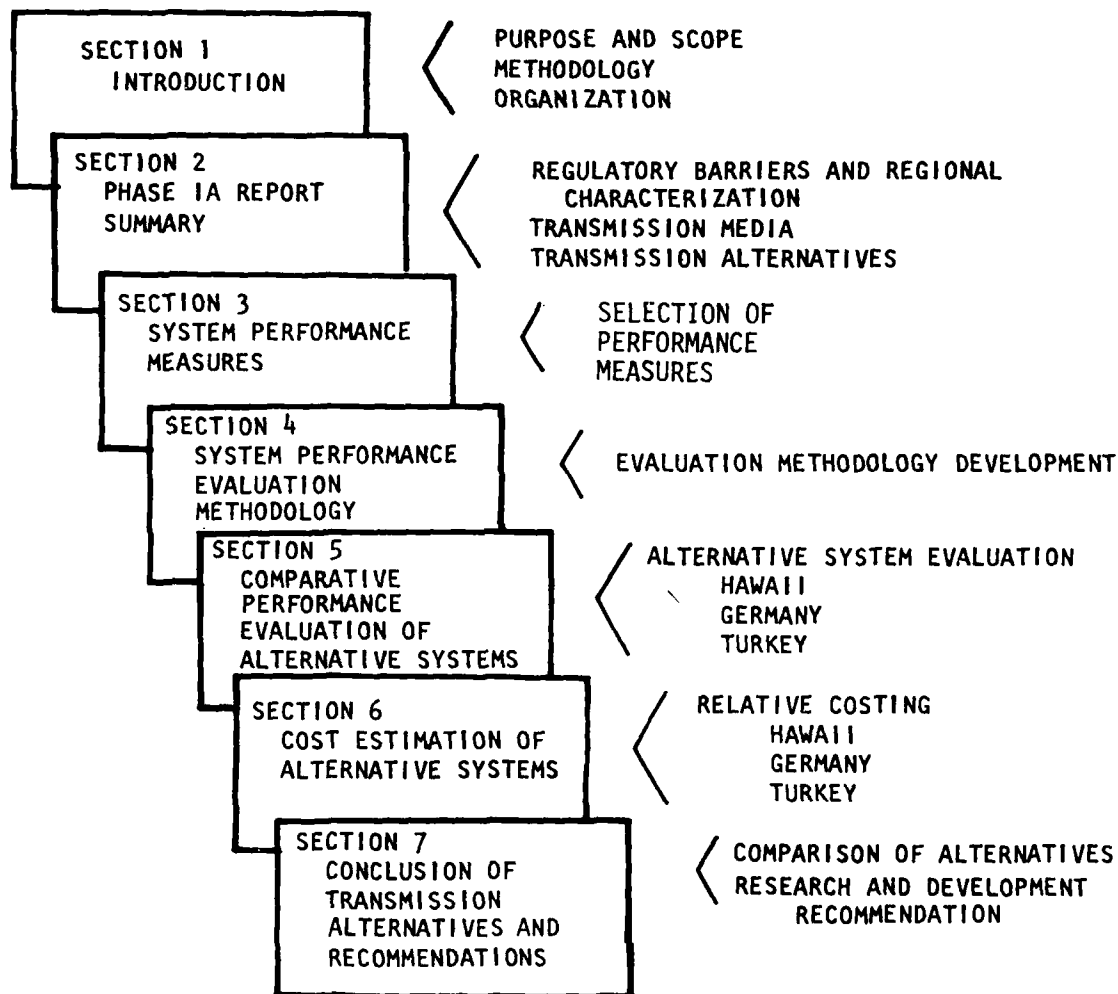 SECTION 1
INTRODUCTION
PURPOSE AND SCOPE
METHODOLOGY
ORGANIZATION
SECTION 2
PHASE IA REPORT
SUMMARY
REGULATORY BARRIERS AND REGIONAL
CHARACTERIZATION
TRANSMISSION MEDIA
TRANSMISSION ALTERNATIVES
SECTION 3
SYSTEM PERFORMANCE
MEASURES
SELECTION OF
PERFORMANCE
MEASURES
SECTION 4
SYSTEM PERFORMANCE
EVALUATION
METHODOLOGY
EVALUATION METHODOLOGY DEVELOPMENT
SECTION 5
COMPARATIVE
PERFORMANCE
EVALUATION OF
ALTERNATIVE SYSTEMS
ALTERNATIVE SYSTEM EVALUATION
HAWAII
GERMANY
TURKEY
SECTION 6
COST ESTIMATION OF
ALTERNATIVE SYSTEMS
RELATIVE COSTING
HAWAII
GERMANY
TURKEY
SECTION 7
CONCLUSION OF
TRANSMISSION
ALTERNATIVES AND
RECOMMENDATIONS
COMPARISON OF ALTERNATIVES
RESEARCH AND DEVELOPMENT
RECOMMENDATION